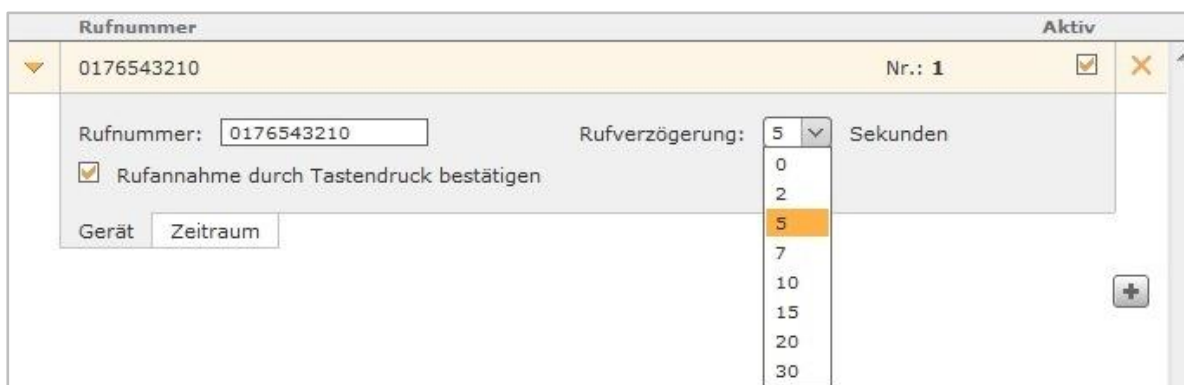 Rufnummer Aktiv
0176543210 Nr.: 1
Rufnummer: 0176543210 Rufverzögerung: 5 Sekunden
Rufannahme durch Tastendruck bestätigen
0
2
5
7
10
15
20
30
Gerät Zeitraum